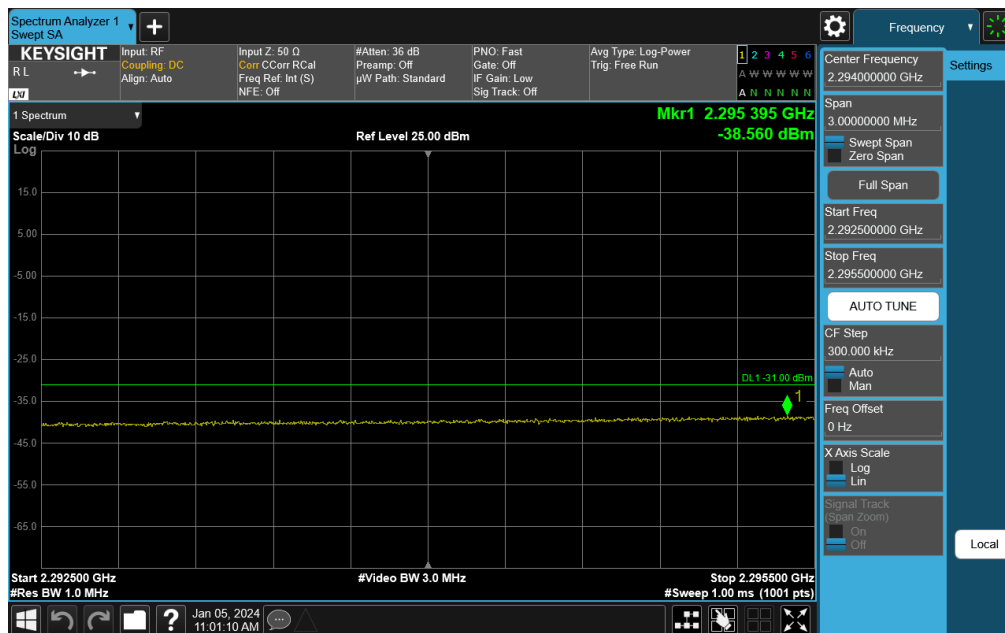 Spectrum Analyzer 1
Swept SA
Frequency
KEYSIGHT
R L
LXI
Input: RF
Coupling: DC
Align: Auto
Input Z: 50 Ω
Corr CCorr RCal
Freq Ref: Int (S)
NFE: Off
#Atten: 36 dB
Preamp: Off
µW Path: Standard
PNO: Fast
Gate: Off
IF Gain: Low
Sig Track: Off
Avg Type: Log-Power
Trig: Free Run
1 2 3 4 5 6
A W W W W W
A N N N N N
1 Spectrum
Mkr1 2.295 395 GHz
Scale/Div 10 dB
Ref Level 25.00 dBm
-38.560 dBm
Log
15.0
5.00
-5.00
-15.0
-25.0
DL1 -31.00 dBm
-35.0
1
-45.0
-55.0
-65.0
Start 2.292500 GHz
#Video BW 3.0 MHz
Stop 2.295500 GHz
#Res BW 1.0 MHz
#Sweep 1.00 ms (1001 pts)
Jan 05, 2024
11:01:10 AM
Center Frequency
2.294000000 GHz
Settings
Span
3.00000000 MHz
Swept Span
Zero Span
Full Span
Start Freq
2.292500000 GHz
Stop Freq
2.295500000 GHz
AUTO TUNE
CF Step
300.000 kHz
Auto
Man
Freq Offset
0 Hz
X Axis Scale
Log
Lin
Signal Track
(Span Zoom)
On
Off
Local